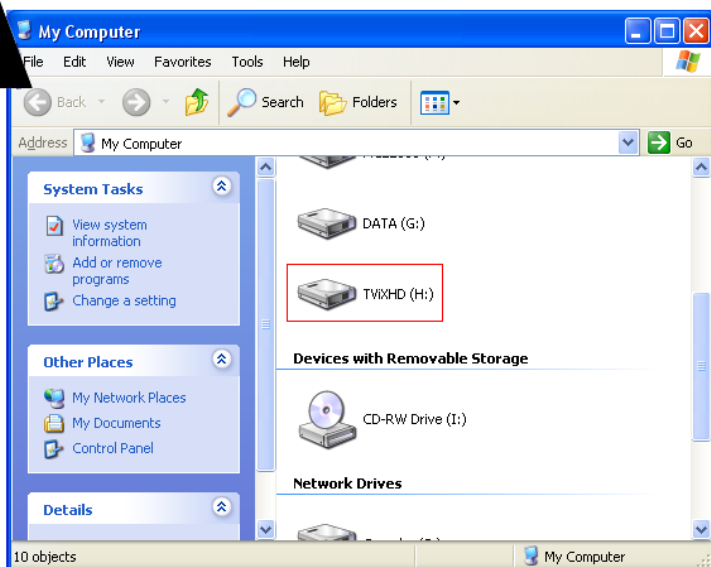 My Computer
File Edit View Favorites Tools Help
Back Search Folders
Address My Computer Go
System Tasks
View system
information
Add or remove
programs
Change a setting
Other Places
My Network Places
My Documents
Control Panel
Details
DATA (G:)
TViXHD (H:)
Devices with Removable Storage
CD-RW Drive (I:)
Network Drives
10 objects My Computer